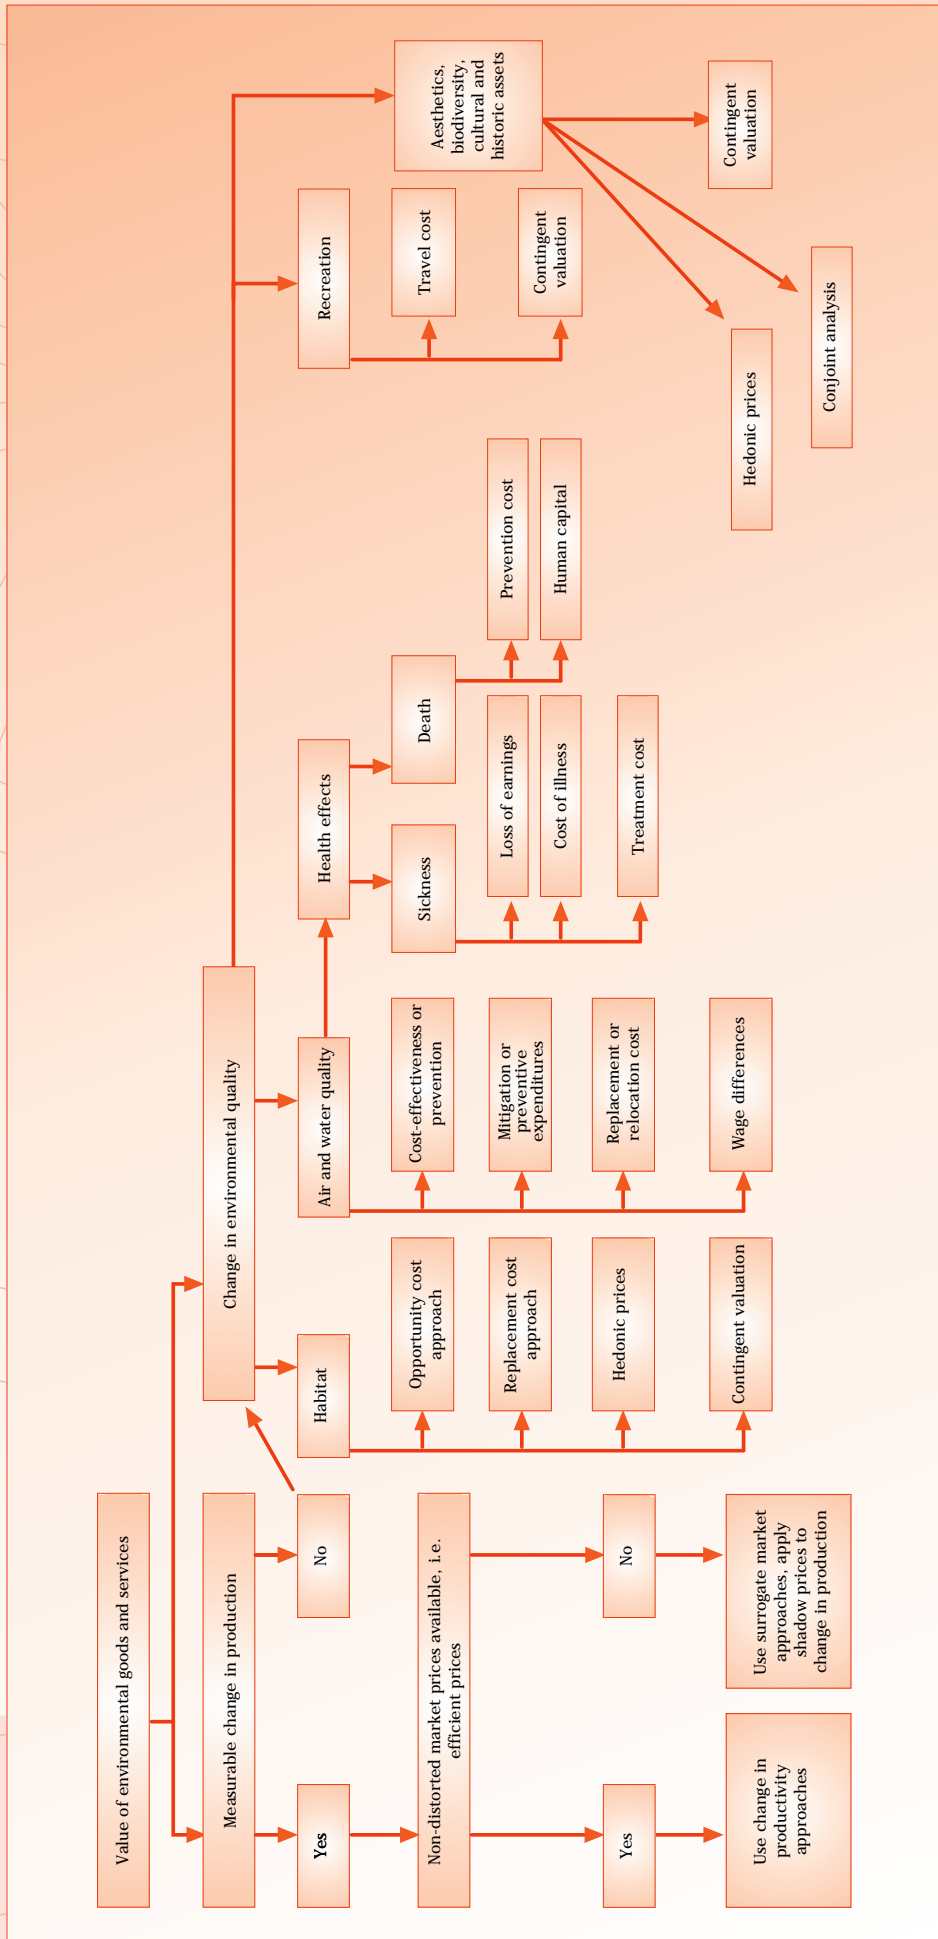 Value of environmental goods and services
Measurable change in production
Change in environmental quality
Yes
No
Habitat
Air and water quality
Health effects
Recreation
Non-distorted market prices available, i.e.
efficient prices
Opportunity cost
approach
Cost-effectiveness or
prevention
Sickness
Death
Travel cost
Aesthetics,
biodiversity,
cultural and
historic assets
Replacement cost
approach
Mitigation or
preventive
expenditures
Loss of earnings
Prevention cost
Contingent
valuation
Cost of illness
Human capital
Yes
No
Hedonic prices
Replacement or
relocation cost
Treatment cost
Use change in
productivity
approaches
Use surrogate market
approaches, apply
shadow prices to
change in production
Contingent valuation
Wage differences
Hedonic prices
Contingent
valuation
Conjoint analysis